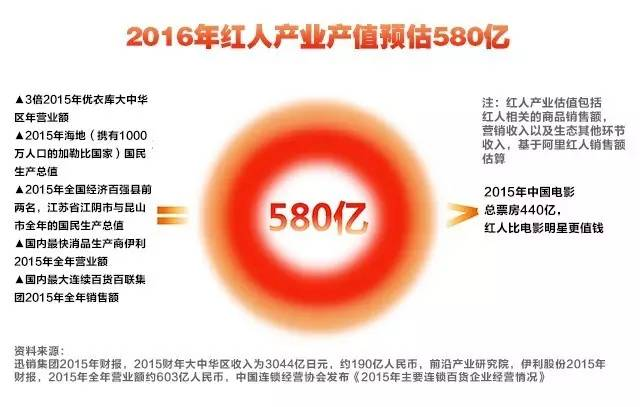 2016年红人产业产值预估580亿
▲3倍2015年优衣库大中华
区年营业额
▲2015年海地（携有1000
万人口的加勒比国家）国民
生产总值
▲2015年全国经济百强县前
两名，江苏省江阴市与昆山
市全年的国民生产总值
▲国内最快消品生产商伊利
2015年全年营业额
▲国内最大连续百货百联集
团2015年全年销售额
=
580亿
>
注：红人产业估值包括
红人相关的商品销售额，
营销收入以及生态其他环节
收入，基于阿里红人销售额
估算
2015年中国电影
总票房440亿，
红人比电影明星更值钱
资料来源：
迅销集团2015年财报，2015财年大中华区收入为3044亿日元，约190亿人民币，前沿产业研究院，伊利股份2015年
财报，2015年全年营业额约603亿人民币，中国连锁经营协会发布《2015年主要连锁百货企业经营情况》